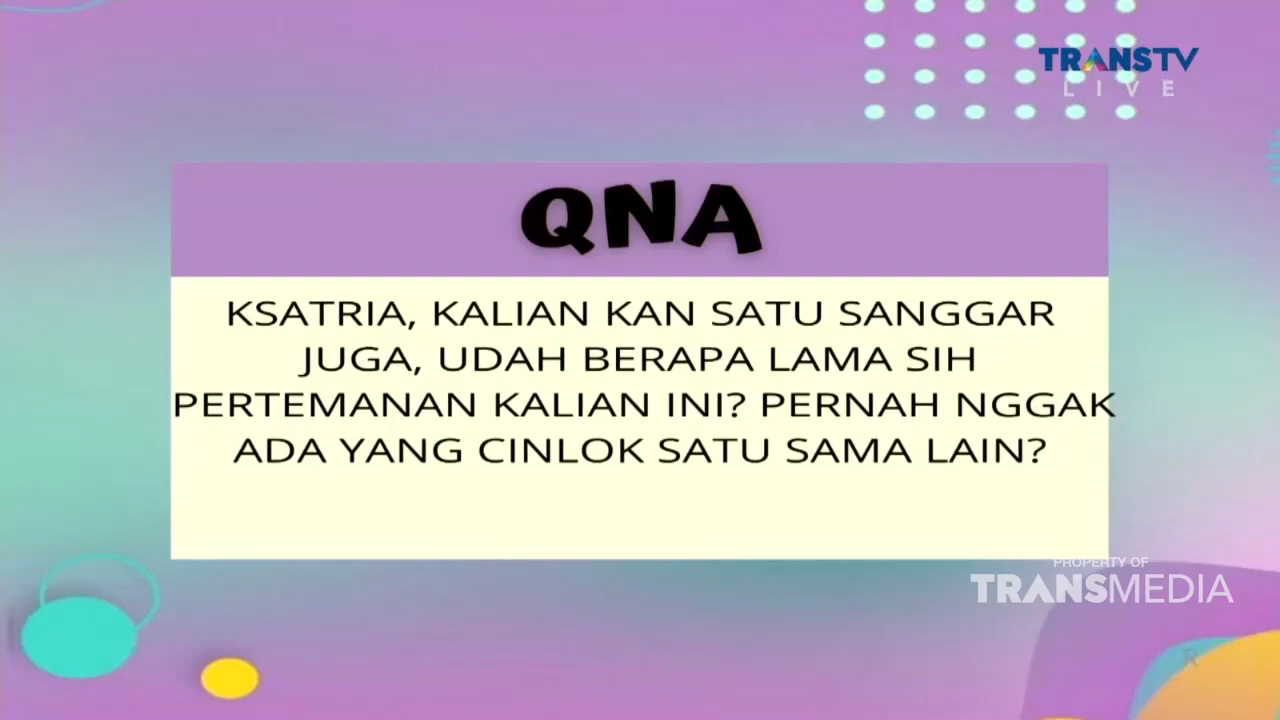 TRANSTV
LIVE
QNA
KSATRIA, KALIAN KAN SATU SANGGAR
JUGA, UDAH BERAPA LAMA SIH
PERTEMANAN KALIAN INI? PERNAH NGGAK
ADA YANG CINLOK SATU SAMA LAIN?
PROPERTY OF
TRANSMEDIA
R